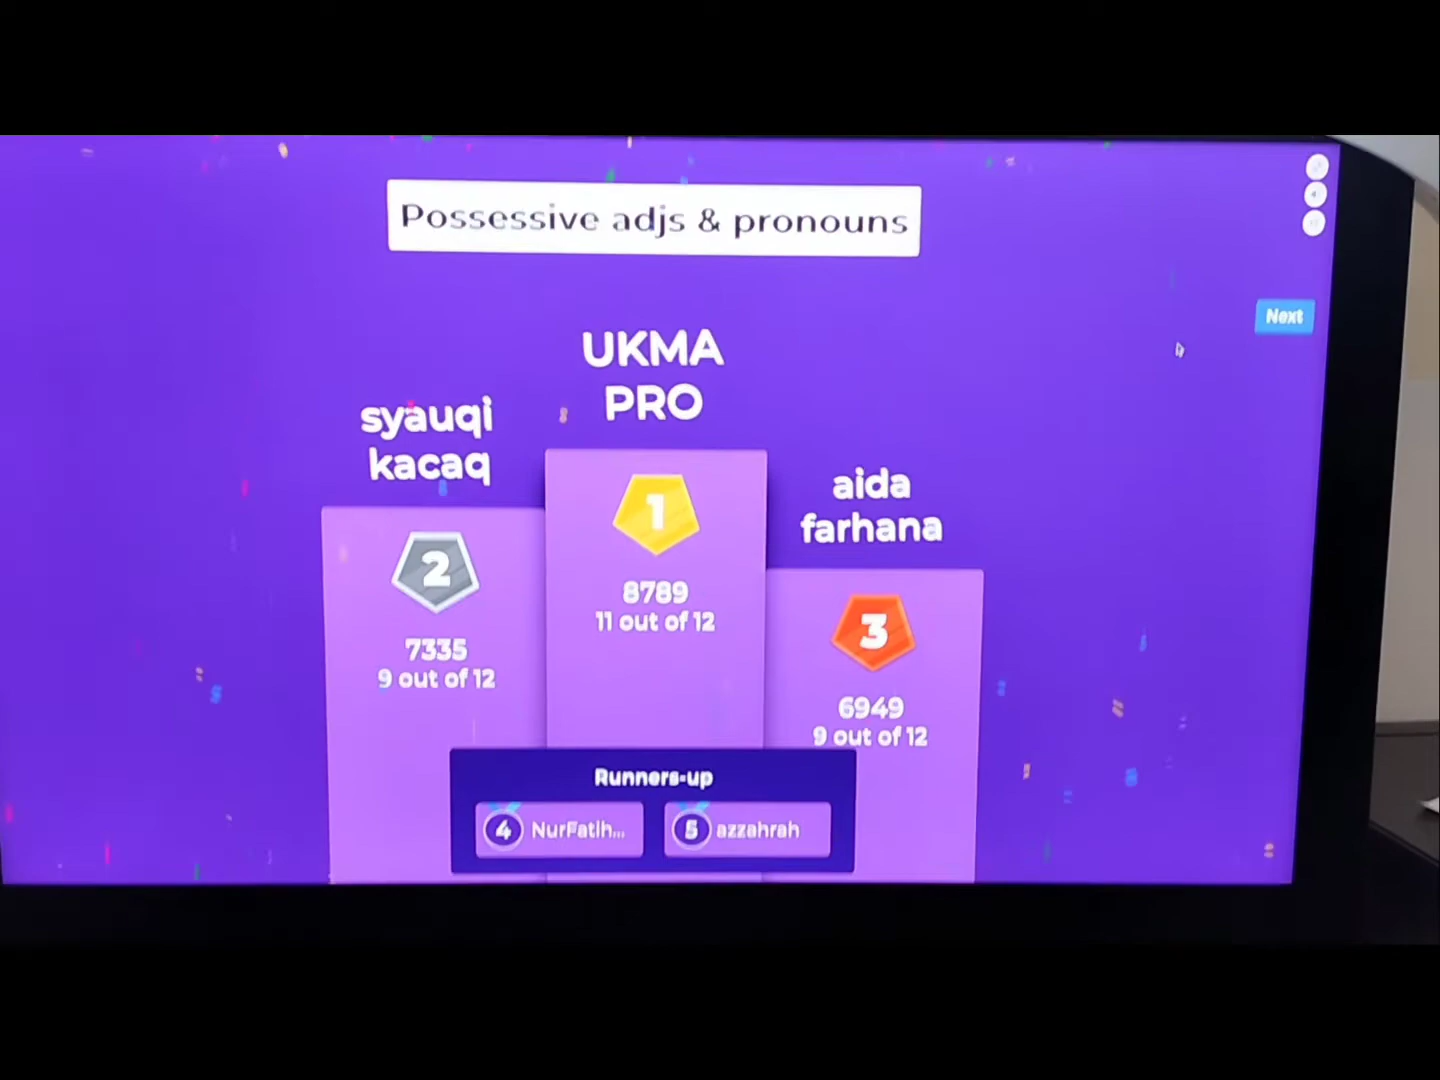 Possessive adjs & pronouns
Next
UKMA
PRO
syauqi
kacaq
aida
farhana
1
8789
11 out of 12
2
7335
9 out of 12
3
6949
9 out of 12
Runners-up
4 NurFatih...
5 azzahrah